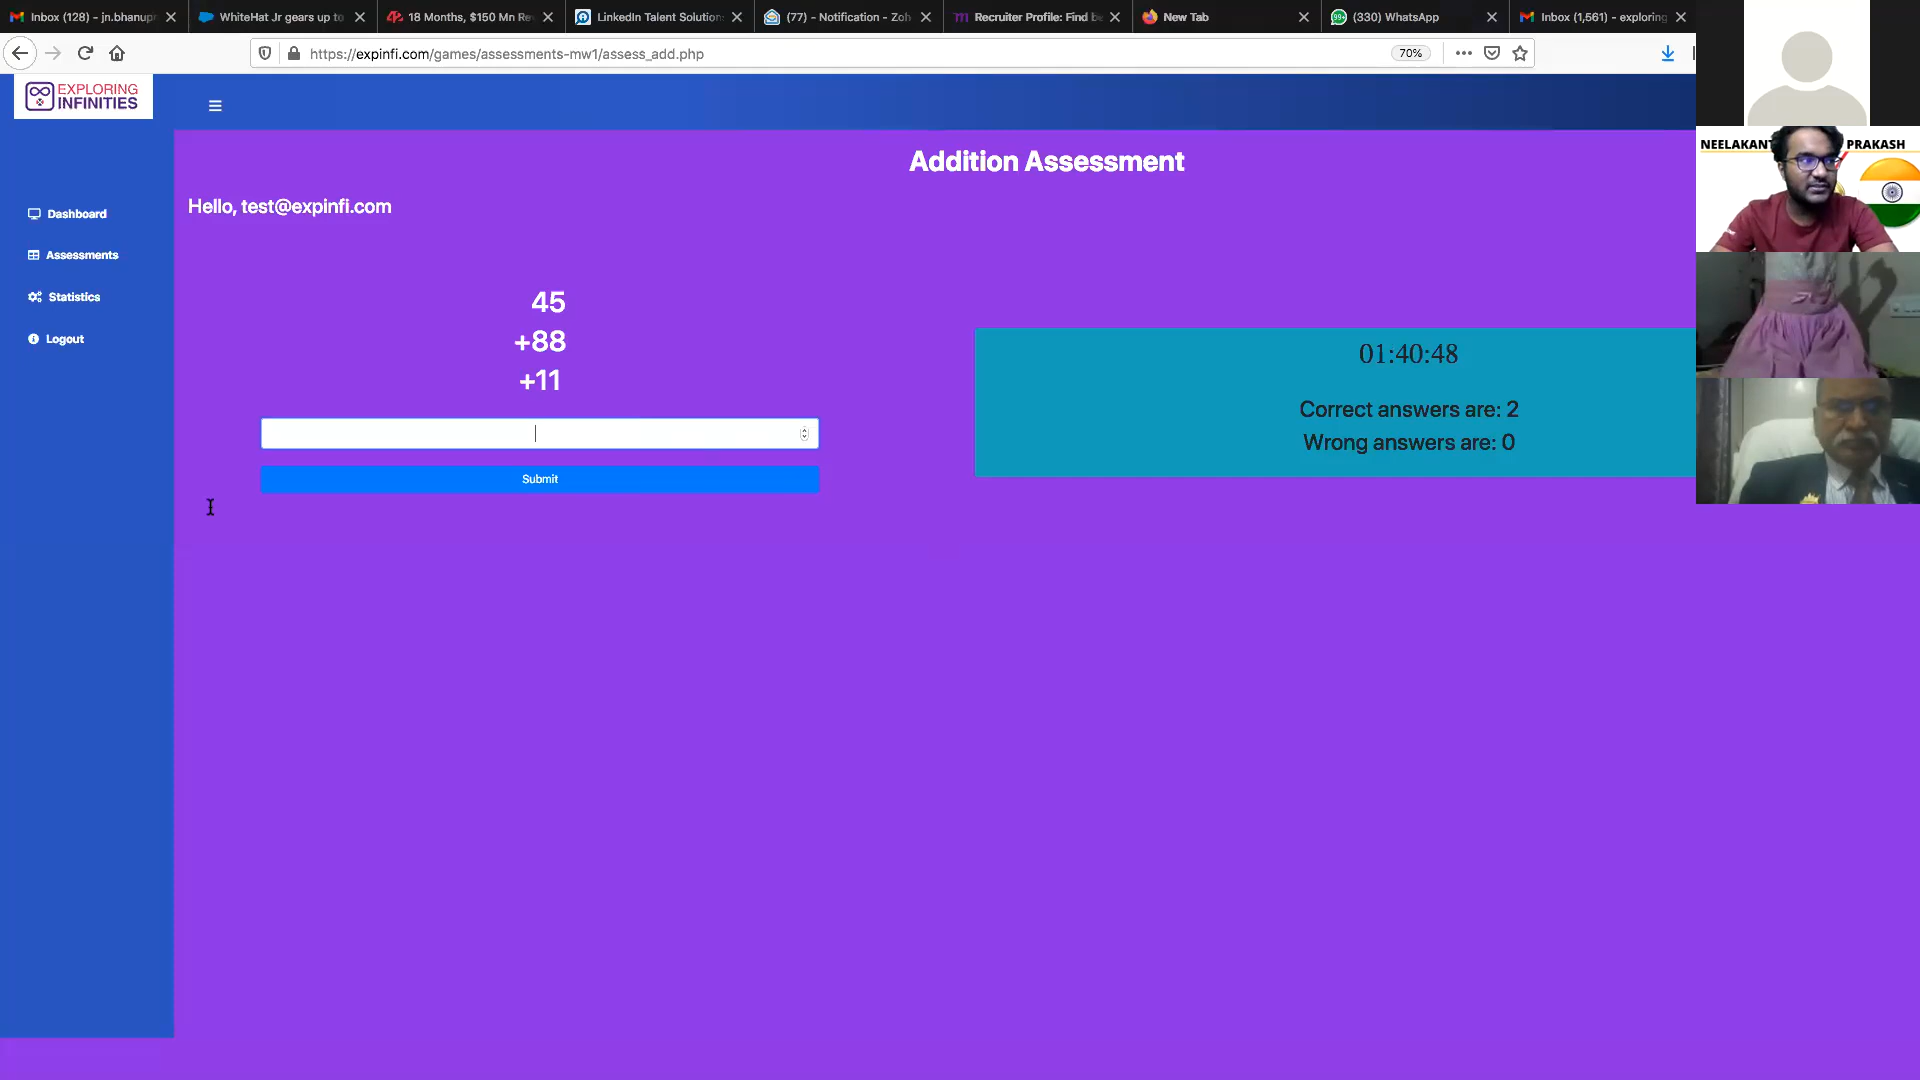 Inbox (128) - jn.bhanupr
WhiteHat Jr gears up to
18 Months, $150 Mn Re
LinkedIn Talent Solution
(77) - Notification - Zoh
Recruiter Profile: Find be
New Tab
99+
(330) WhatsApp
Inbox (1,561) - exploring
https://expinfi.com/games/assessments-mw1/assess_add.php
70%
EXPLORING
INFINITIES
Addition Assessment
NEELAKANT PRAKASH
Hello, test@expinfi.com
Dashboard
Assessments
Statistics
Logout
45
+88
+11
Submit
01:40:48
Correct answers are: 2
Wrong answers are: 0